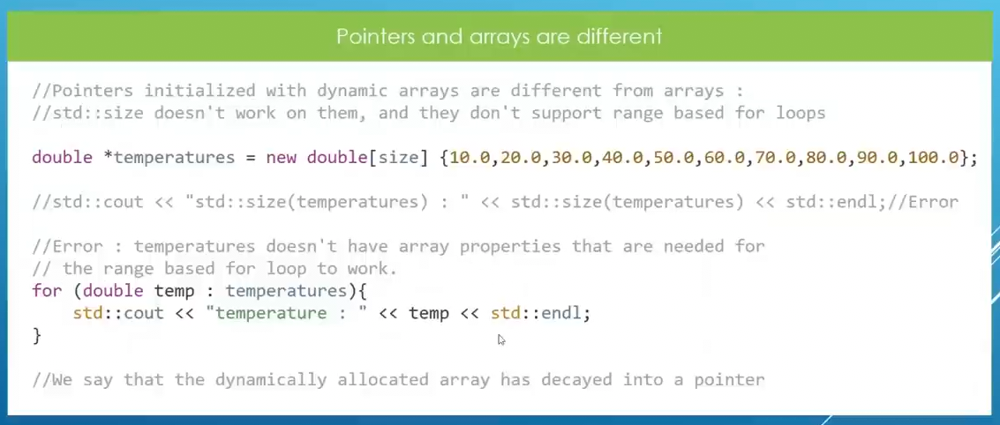 Pointers and arrays are different
//Pointers initialized with dynamic arrays are different from arrays :
//std::size doesn't work on them, and they don't support range based for loops
double *temperatures = new double[size] {10.0,20.0,30.0,40.0,50.0,60.0,70.0,80.0,90.0,100.0};
//std::cout << "std::size(temperatures) : " << std::size(temperatures) << std::endl;//Error
//Error : temperatures doesn't have array properties that are needed for
// the range based for loop to work.
for (double temp : temperatures){
    std::cout << "temperature : " << temp << std::endl;
}
//We say that the dynamically allocated array has decayed into a pointer